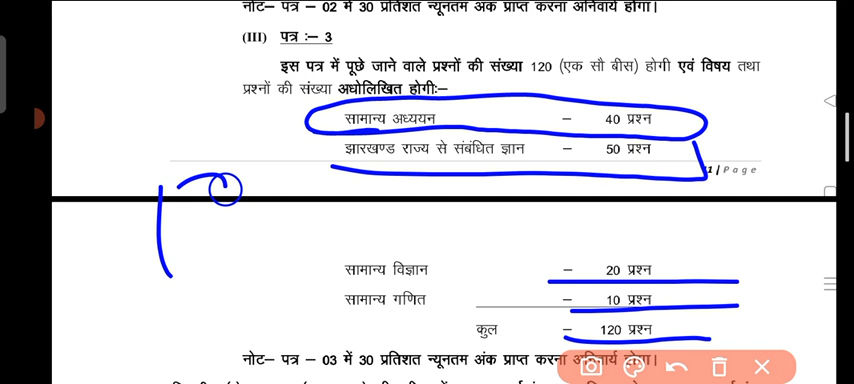 नोट– पत्र – 02 में 30 प्रतिशत न्यूनतम अंक प्राप्त करना अनिवार्य होगा।
(III) पत्र :– 3
इस पत्र में पूछे जाने वाले प्रश्नों की संख्या 120 (एक सौ बीस) होगी एवं विषय तथा
प्रश्नों की संख्या अधोलिखित होगी:–
सामान्य अध्ययन – 40 प्रश्न
झारखण्ड राज्य से संबंधित ज्ञान – 50 प्रश्न
1 | Page
सामान्य विज्ञान – 20 प्रश्न
सामान्य गणित – 10 प्रश्न
कुल – 120 प्रश्न
नोट– पत्र – 03 में 30 प्रतिशत न्यूनतम अंक प्राप्त करना अनिवार्य होगा।